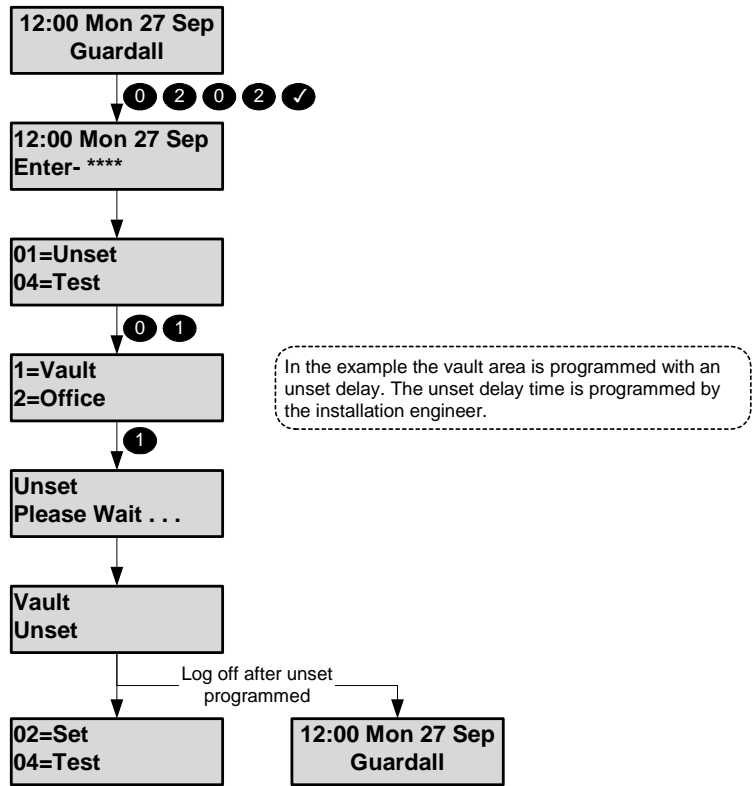 12:00 Mon 27 Sep
Guardall
0 2 0 2 ✓
12:00 Mon 27 Sep
Enter- ****
01=Unset
04=Test
0 1
1=Vault
2=Office
In the example the vault area is programmed with an
unset delay. The unset delay time is programmed by
the installation engineer.
1
Unset
Please Wait . . .
Vault
Unset
Log off after unset
programmed
02=Set
04=Test
12:00 Mon 27 Sep
Guardall